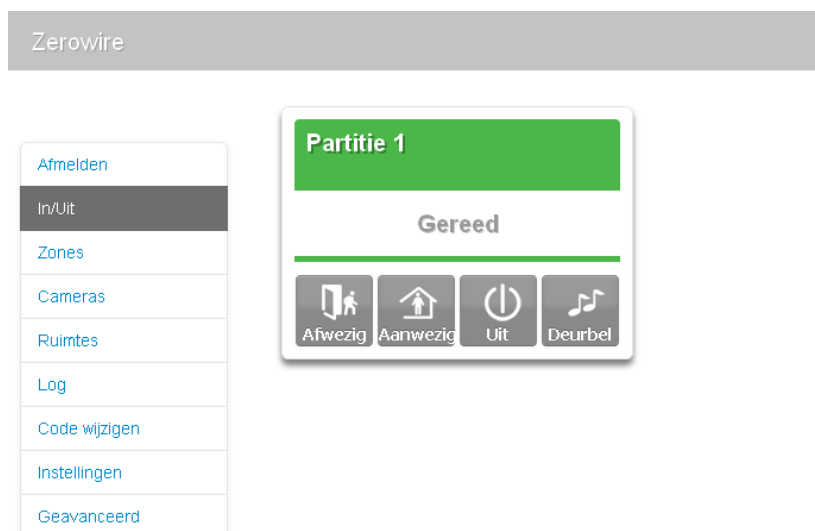 Zerowire
Afmelden
In/Uit
Zones
Cameras
Ruimtes
Log
Code wijzigen
Instellingen
Geavanceerd
Partitie 1
Gereed
Afwezig Aanwezig Uit Deurbel